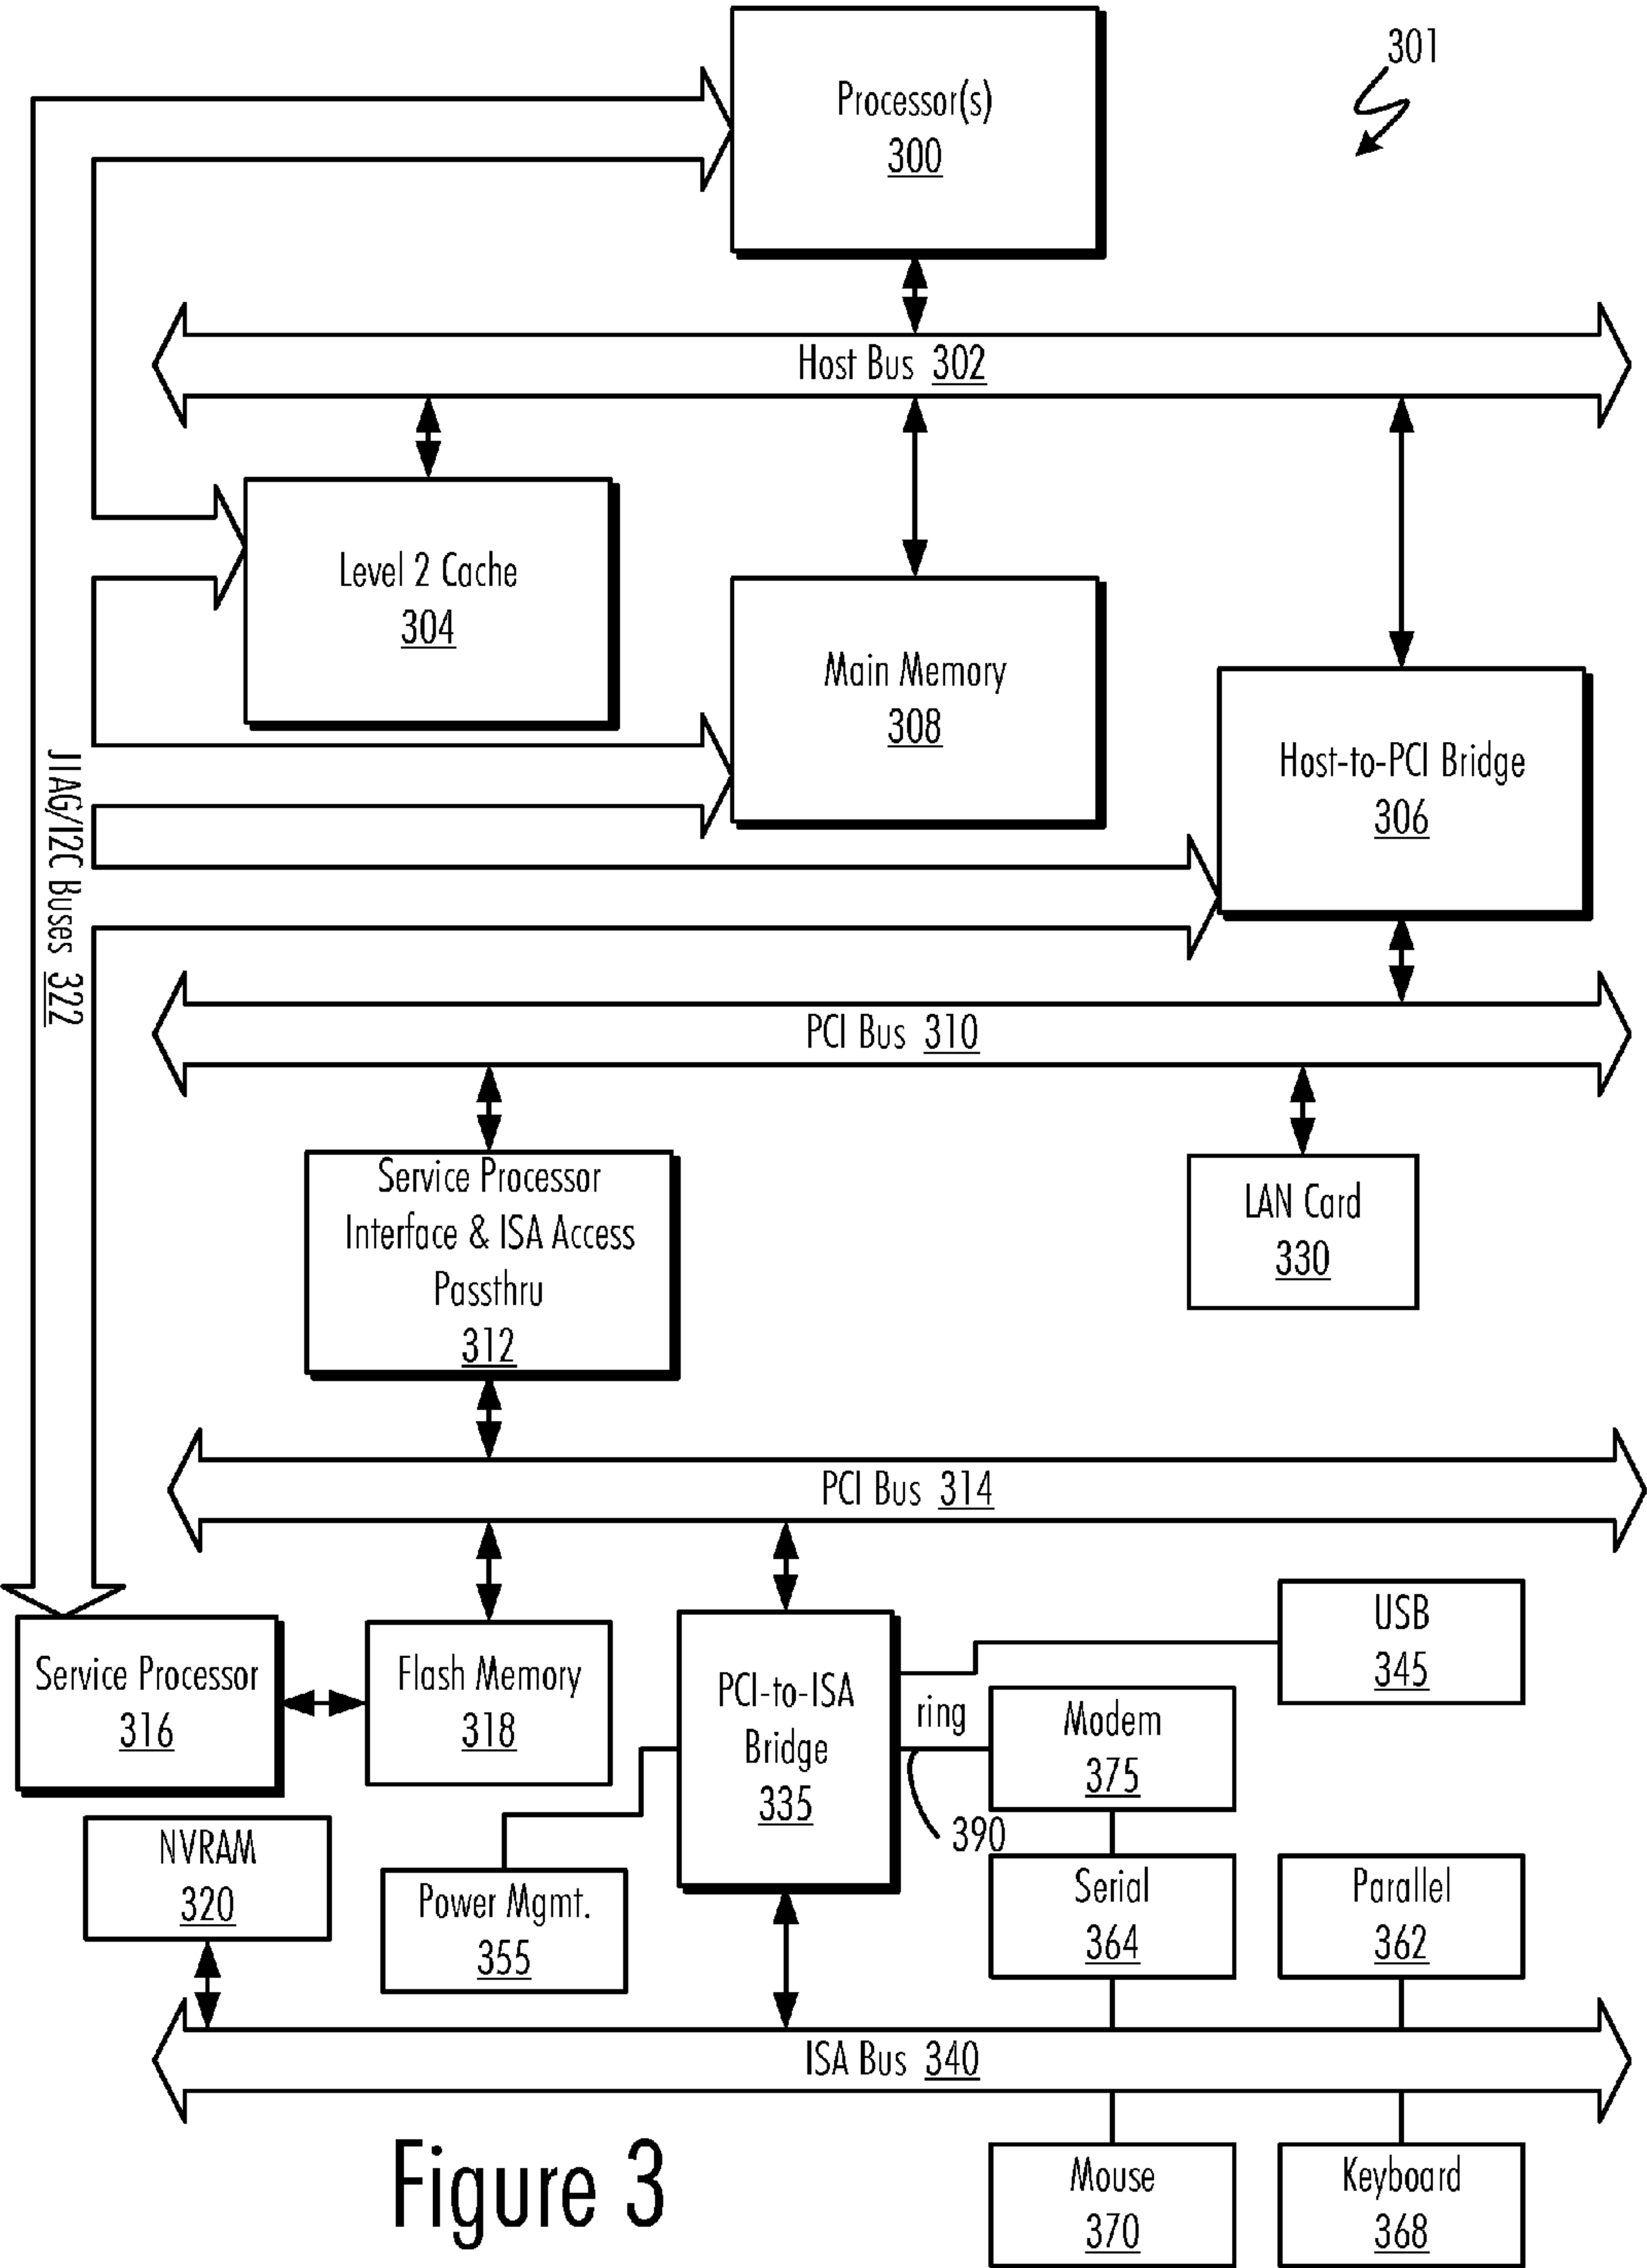 301
Processor(s)
300
Host Bus 302
Level 2 Cache
304
Main Memory
308
Host-to-PCI Bridge
306
JTAG/I2C Buses 322
PCI Bus 310
Service Processor
Interface & ISA Access
Passthru
312
LAN Card
330
PCI Bus 314
USB
345
Service Processor
316
Flash Memory
318
PCI-to-ISA
Bridge
335
ring
Modem
375
390
NVRAM
320
Power Mgmt.
355
Serial
364
Parallel
362
ISA Bus 340
Mouse
370
Keyboard
368
Figure 3